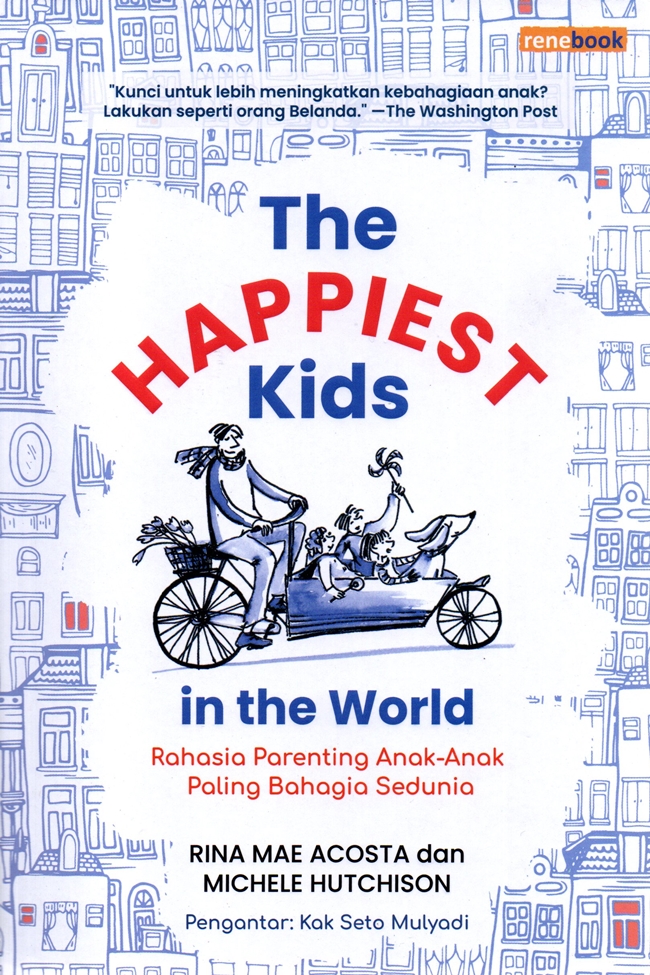 renebook
"Kunci untuk lebih meningkatkan kebahagiaan anak?
Lakukan seperti orang Belanda." —The Washington Post
The
HAPPIEST
Kids
in the World
Rahasia Parenting Anak-Anak
Paling Bahagia Sedunia
RINA MAE ACOSTA dan
MICHELE HUTCHISON
Pengantar: Kak Seto Mulyadi